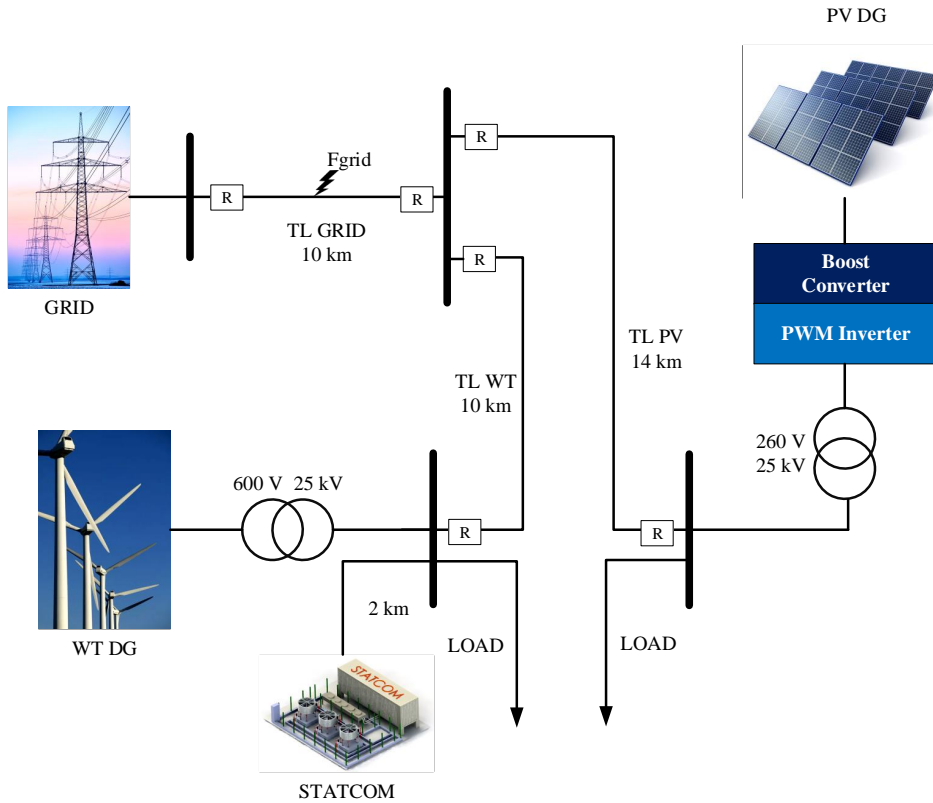 PV DG
Fgrid
R
R
R
R
TL GRID
10 km
GRID
Boost
Converter
PWM Inverter
TL PV
14 km
TL WT
10 km
260 V
25 kV
600 V 25 kV
R
R
2 km
WT DG
LOAD
LOAD
STATCOM
STATCOM